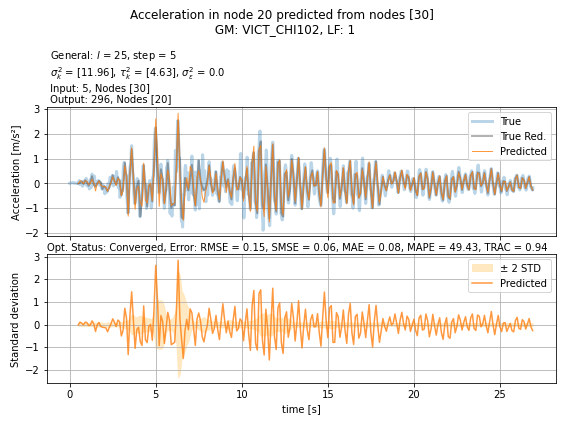 Acceleration in node 20 predicted from nodes [30]
GM: VICT_CHI102, LF: 1
General: l = 25, step = 5
σ²ₖ = [11.96], τ²ₖ = [4.63], σ²ε = 0.0
Input: 5, Nodes [30]
Output: 296, Nodes [20]
3
2
1
0
−1
−2
Acceleration [m/s²]
True
True Red.
Predicted
Opt. Status: Converged, Error: RMSE = 0.15, SMSE = 0.06, MAE = 0.08, MAPE = 49.43, TRAC = 0.94
3
2
1
0
−1
−2
Standard deviation
± 2 STD
Predicted
0 5 10 15 20 25
time [s]